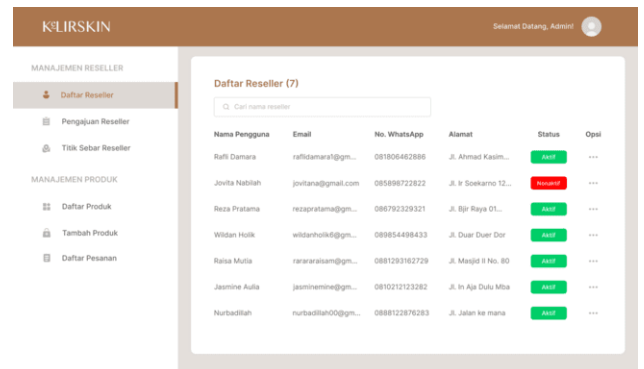 KēLIRSKIN
Selamat Datang, Admin!
MANAJEMEN RESELLER
Daftar Reseller
Pengajuan Reseller
Titik Sebar Reseller
MANAJEMEN PRODUK
Daftar Produk
Tambah Produk
Daftar Pesanan
Daftar Reseller (7)
Cari nama reseller
Nama Pengguna Email No. WhatsApp Alamat Status Opsi
Raffi Damara raffidamara1@gm... 081806462886 Jl. Ahmad Kasim... Aktif ...
Jovita Nabilah jovitana@gmail.com 085898722822 Jl. Ir Soekarno 12... Nonaktif ...
Reza Pratama rezapratama@gm... 086792329321 Jl. Bjir Raya 01... Aktif ...
Wildan Holik wildanholik6@gm... 089854498433 Jl. Duar Duer Dor Aktif ...
Raisa Mutia rarararaisam@gm... 0881293162729 Jl. Masjid II No. 80 Aktif ...
Jasmine Aulia jasminemine@gm... 0810212123282 Jl. In Aja Dulu Mba Aktif ...
Nurbadillah nurbadillah00@gm... 0888122876283 Jl. Jalan ke mana Aktif ...